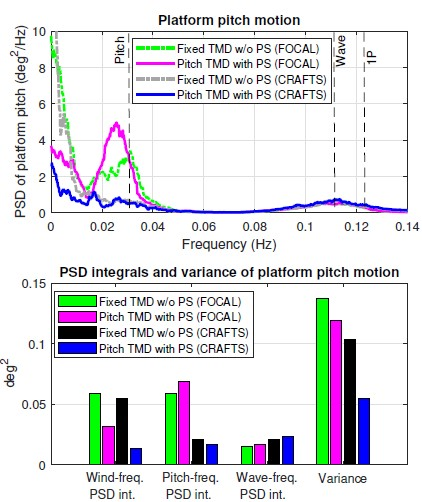 Platform pitch motion
PSD of platform pitch (deg²/Hz)
10
8
6
4
2
0
Pitch
Fixed TMD w/o PS (FOCAL)
Pitch TMD with PS (FOCAL)
Fixed TMD w/o PS (CRAFTS)
Pitch TMD with PS (CRAFTS)
Wave
1P
0 0.02 0.04 0.06 0.08 0.1 0.12 0.14
Frequency (Hz)
PSD integrals and variance of platform pitch motion
deg²
0.15
0.1
0.05
0
Fixed TMD w/o PS (FOCAL)
Pitch TMD with PS (FOCAL)
Fixed TMD w/o PS (CRAFTS)
Pitch TMD with PS (CRAFTS)
Wind-freq. Pitch-freq. Wave-freq. Variance
PSD int. PSD int. PSD int.